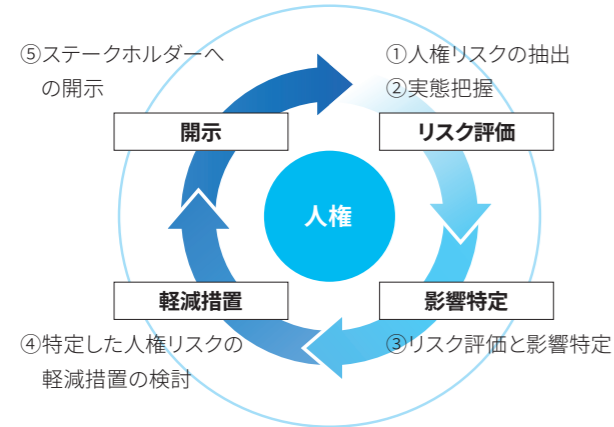 ⑤ステークホルダーへ
の開示
①人権リスクの抽出
②実態把握
開示
リスク評価
人権
軽減措置
影響特定
④特定した人権リスクの
軽減措置の検討
③リスク評価と影響特定